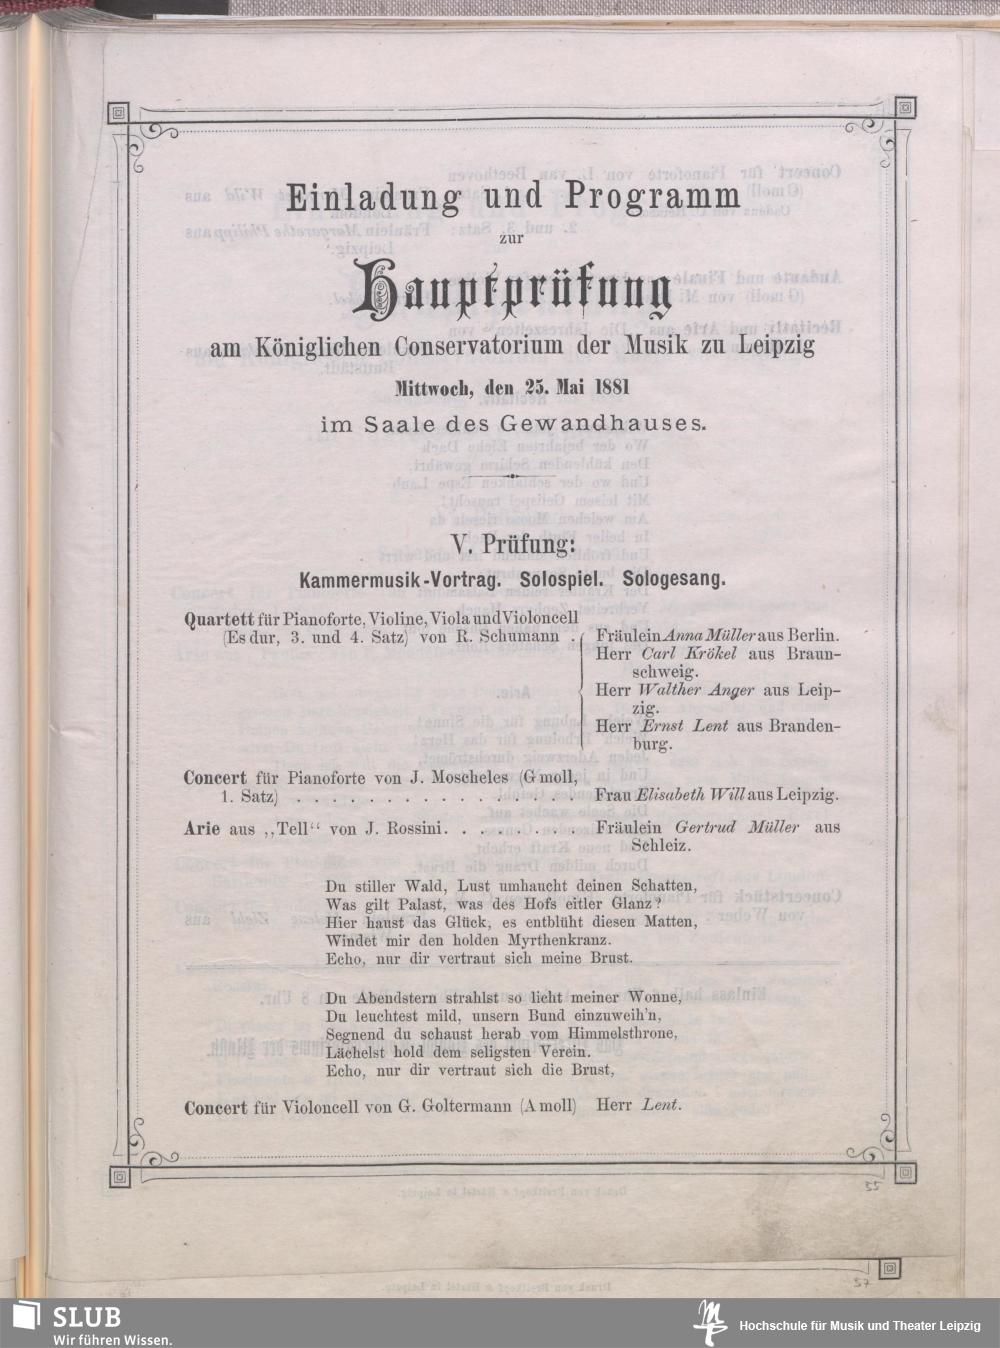 Einladung und Programm
zur
Hauptprüfung
am Königlichen Conservatorium der Musik zu Leipzig
Mittwoch, den 25. Mai 1881
im Saale des Gewandhauses.
V. Prüfung:
Kammermusik-Vortrag. Solospiel. Sologesang.
Quartett für Pianoforte, Violine, Viola und Violoncell
(Es dur, 3. und 4. Satz) von R. Schumann . Fräulein Anna Müller aus Berlin.
Herr Carl Krökel aus Braun-
schweig.
Herr Walther Anger aus Leip-
zig.
Herr Ernst Lent aus Branden-
burg.
Concert für Pianoforte von J. Moscheles (G moll,
1. Satz) . . . . . . . . . . . . . . . . Frau Elisabeth Will aus Leipzig.
Arie aus „Tell“ von J. Rossini. . . . . . . . . Fräulein Gertrud Müller aus
Schleiz.
Du stiller Wald, Lust umhaucht deinen Schatten,
Was gilt Palast, was des Hofs eitler Glanz?
Hier haust das Glück, es entblüht diesen Matten,
Windet mir den holden Myrthenkranz.
Echo, nur dir vertraut sich meine Brust.
Du Abendstern strahlst so licht meiner Wonne,
Du leuchtest mild, unsern Bund einzuweih'n,
Segnend du schaust herab vom Himmelsthrone,
Lächelst hold dem seligsten Verein.
Echo, nur dir vertraut sich die Brust,
Concert für Violoncell von G. Goltermann (A moll) Herr Lent.
55
57
SLUB
Wir führen Wissen.
Hochschule für Musik und Theater Leipzig